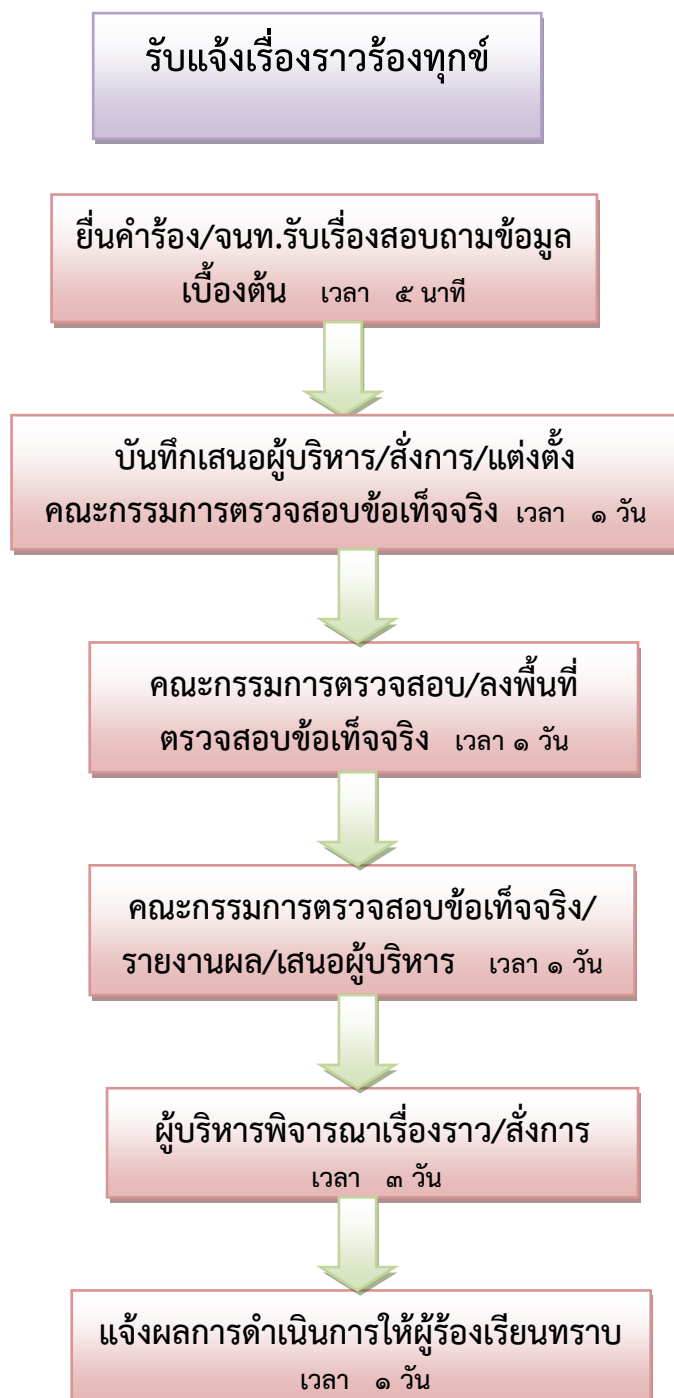 รับแจ้งเรื่องราวร้องทุกข์
ยื่นคำร้อง/จนท.รับเรื่องสอบถามข้อมูล
เบื้องต้น เวลา ๕ นาที
บันทึกเสนอผู้บริหาร/สั่งการ/แต่งตั้ง
คณะกรรมการตรวจสอบข้อเท็จจริง เวลา ๑ วัน
คณะกรรมการตรวจสอบ/ลงพื้นที่
ตรวจสอบข้อเท็จจริง เวลา ๑ วัน
คณะกรรมการตรวจสอบข้อเท็จจริง/
รายงานผล/เสนอผู้บริหาร เวลา ๑ วัน
ผู้บริหารพิจารณาเรื่องราว/สั่งการ
เวลา ๓ วัน
แจ้งผลการดำเนินการให้ผู้ร้องเรียนทราบ
เวลา ๑ วัน